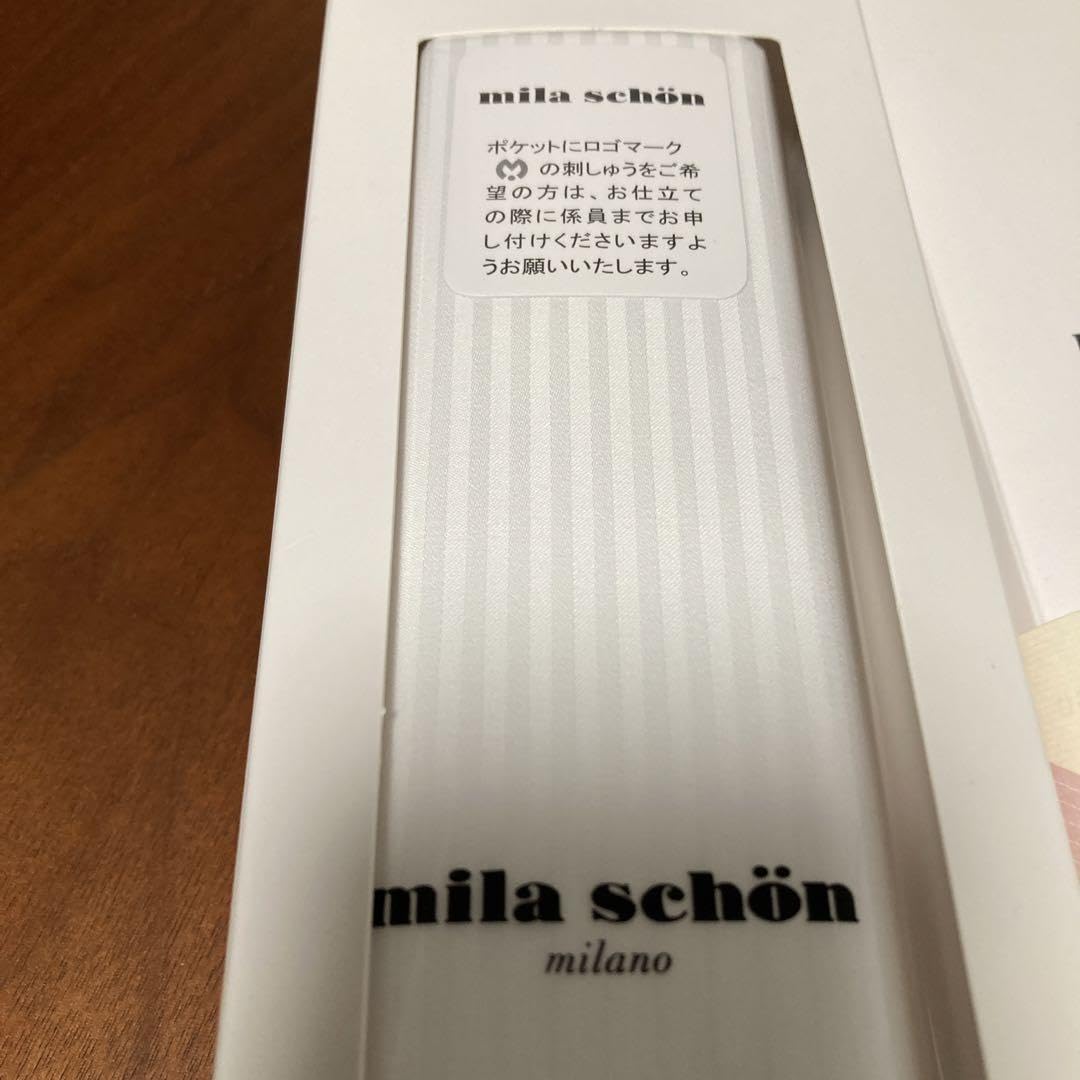 mila schön
ポケットにロゴマーク
の刺しゅうをご希
望の方は、お仕立て
の際に係員までお申
し付けくださいますよ
うお願いいたします。
mila schön
milano